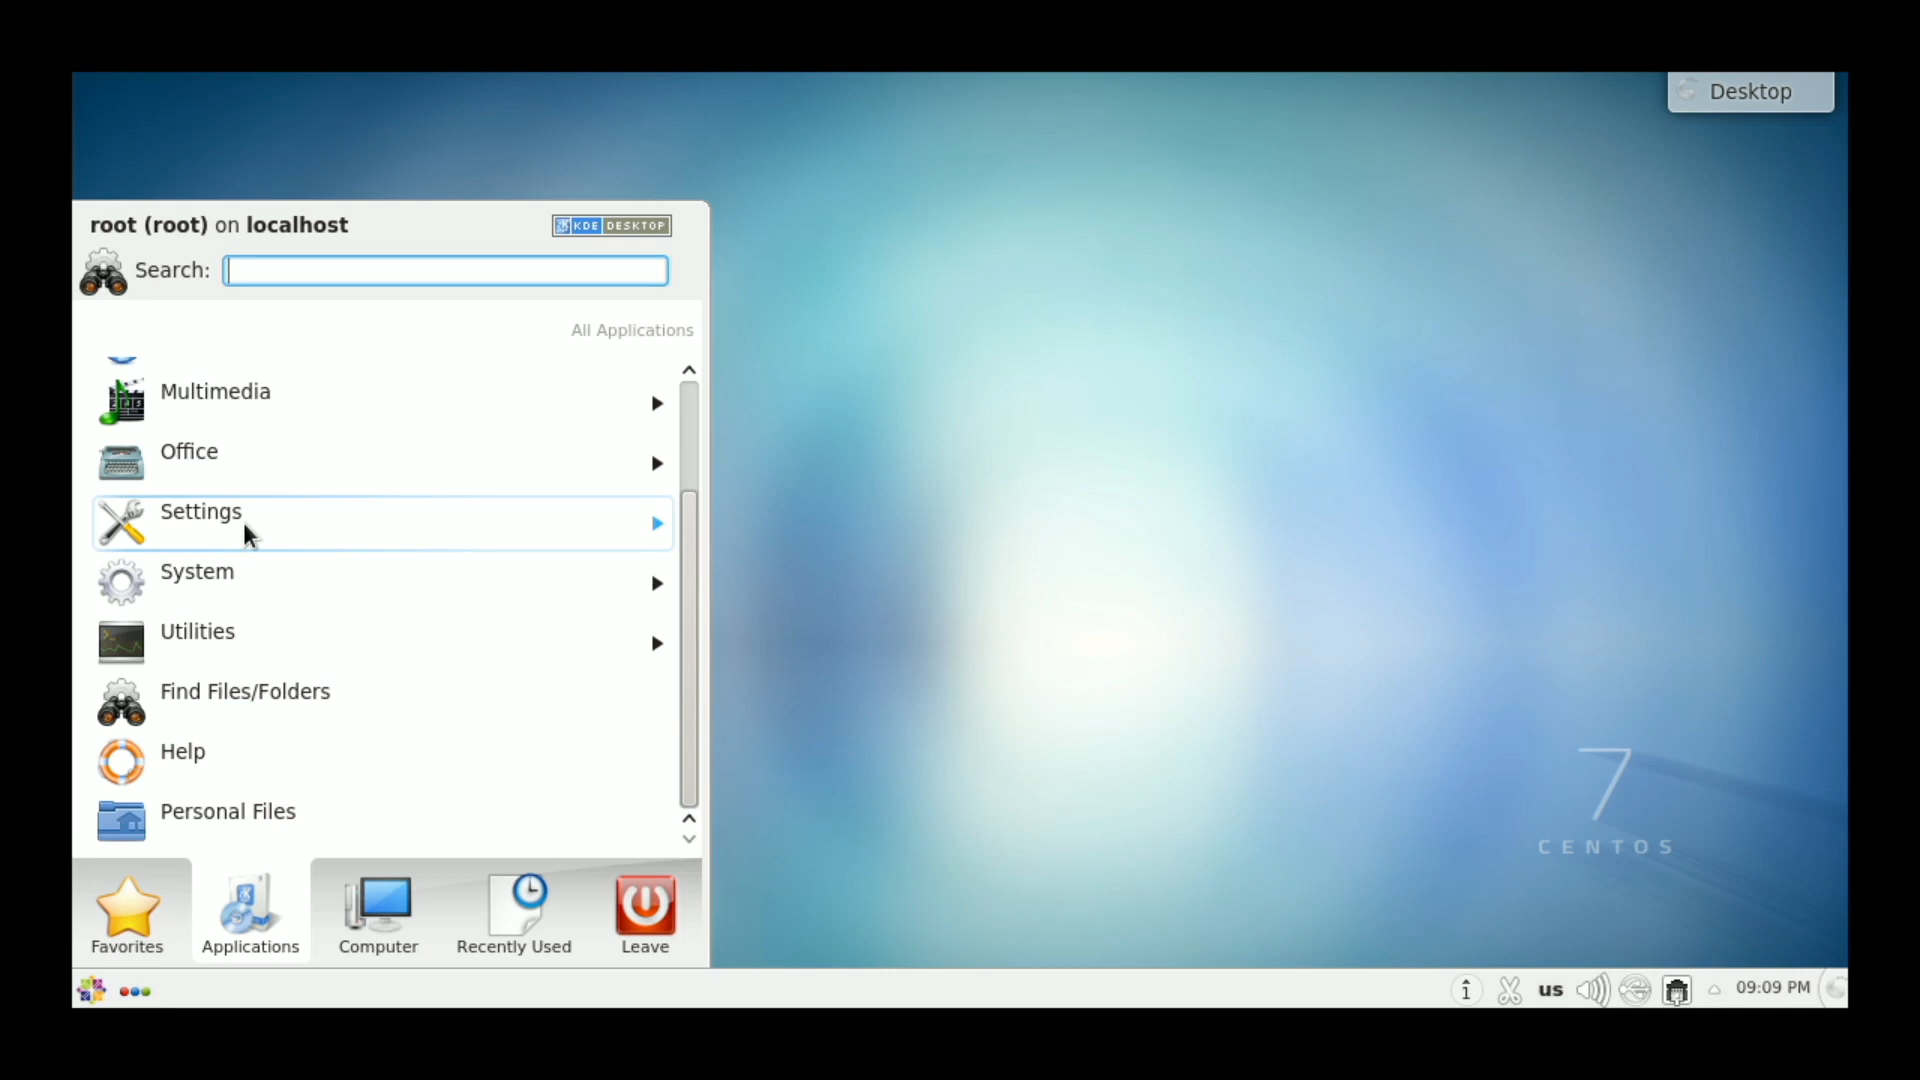 Desktop
root (root) on localhost
KDE DESKTOP
Search:
All Applications
Multimedia
Office
Settings
System
Utilities
Find Files/Folders
Help
Personal Files
7
CENTOS
Favorites
Applications
Computer
Recently Used
Leave
i
us
09:09 PM